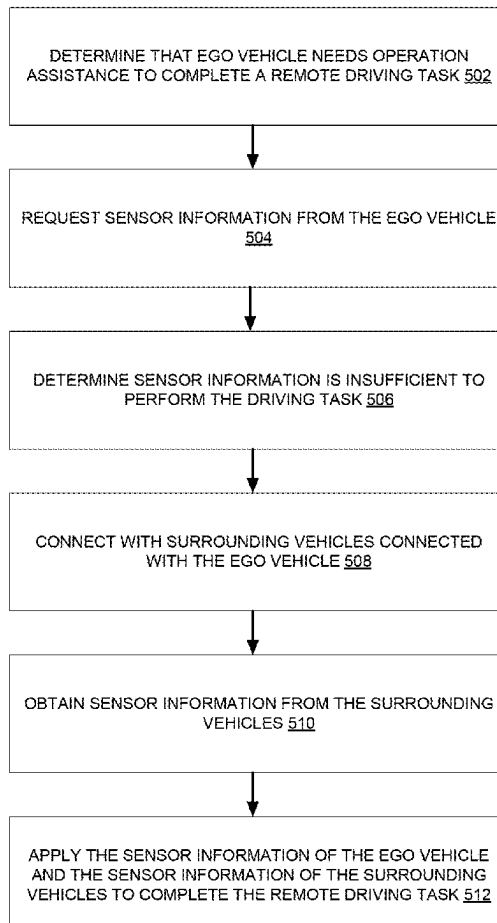 DETERMINE THAT EGO VEHICLE NEEDS OPERATION
ASSISTANCE TO COMPLETE A REMOTE DRIVING TASK 502
REQUEST SENSOR INFORMATION FROM THE EGO VEHICLE
504
DETERMINE SENSOR INFORMATION IS INSUFFICIENT TO
PERFORM THE DRIVING TASK 506
CONNECT WITH SURROUNDING VEHICLES CONNECTED
WITH THE EGO VEHICLE 508
OBTAIN SENSOR INFORMATION FROM THE SURROUNDING
VEHICLES 510
APPLY THE SENSOR INFORMATION OF THE EGO VEHICLE
AND THE SENSOR INFORMATION OF THE SURROUNDING
VEHICLES TO COMPLETE THE REMOTE DRIVING TASK 512